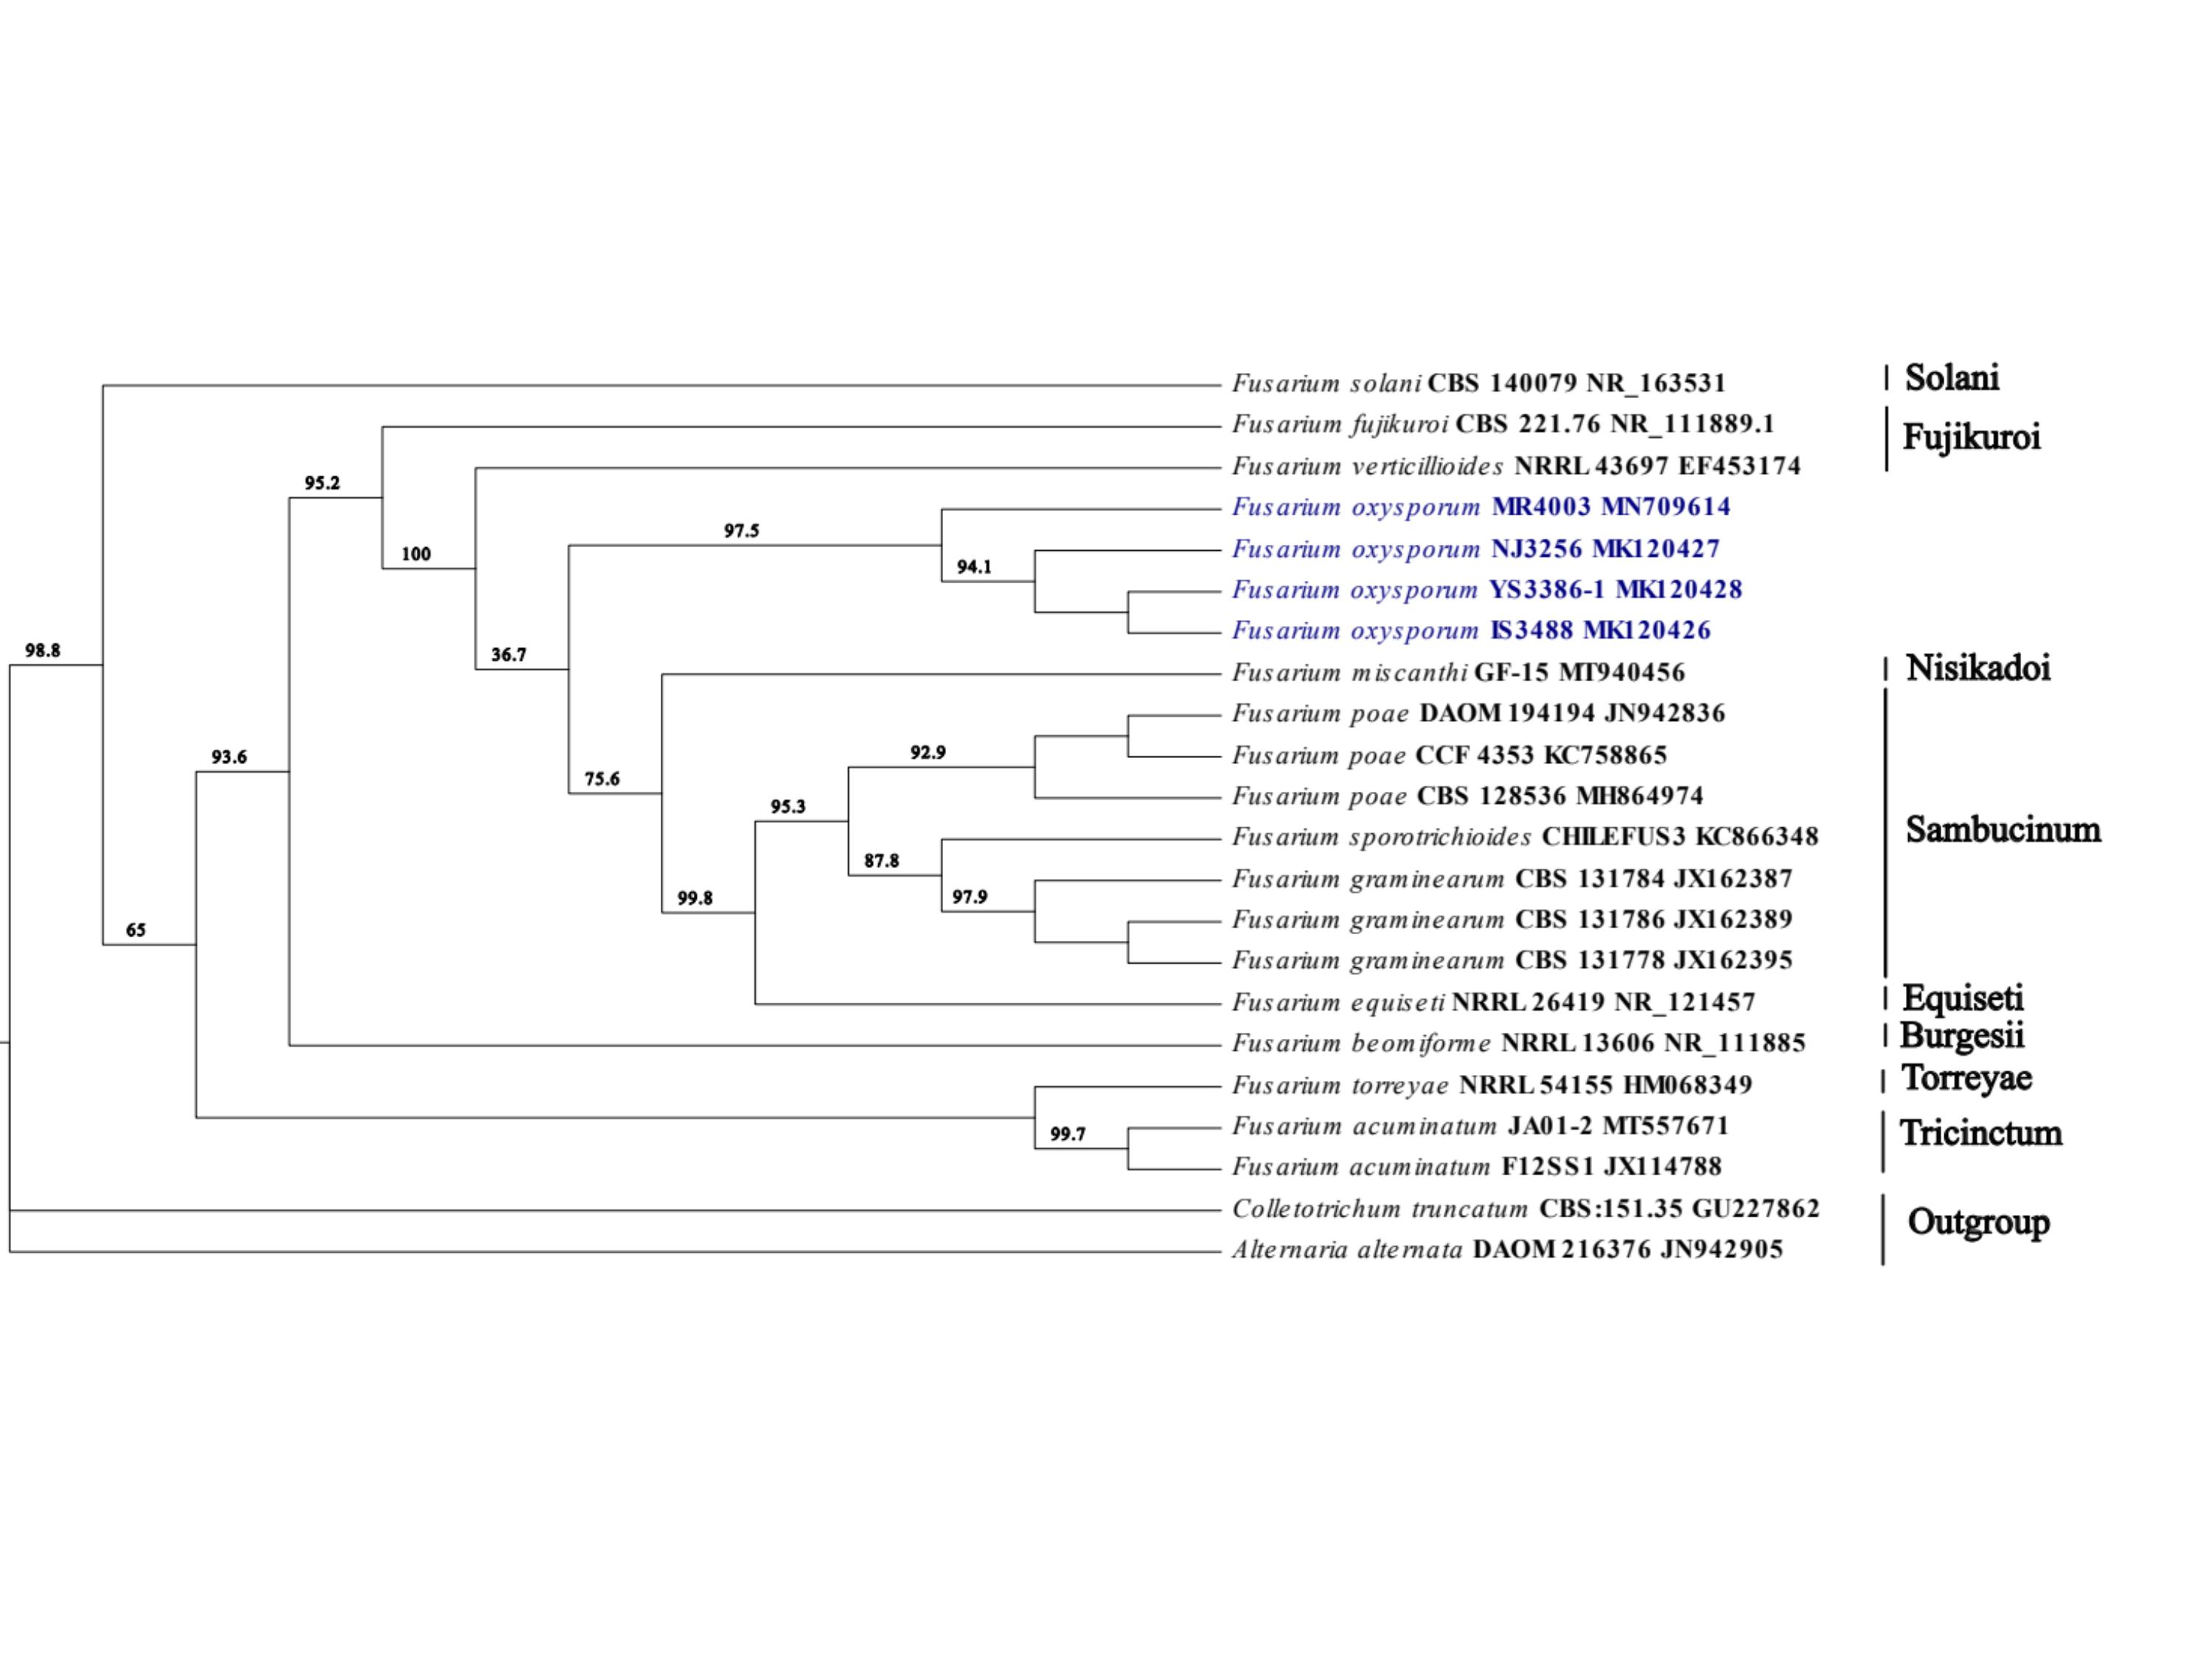 Fusarium solani CBS 140079 NR_163531
Solani
Fusarium fujikuroi CBS 221.76 NR_111889.1
Fujikuroi
Fusarium verticillioides NRRL 43697 EF453174
95.2
Fusarium oxysporum MR4003 MN709614
97.5
Fusarium oxysporum NJ3256 MK120427
100
94.1
Fusarium oxysporum YS3386-1 MK120428
Fusarium oxysporum IS3488 MK120426
98.8
36.7
Fusarium miscanthi GF-15 MT940456
Nisikadoi
Fusarium poae DAOM 194194 JN942836
93.6
92.9
Fusarium poae CCF 4353 KC758865
75.6
Fusarium poae CBS 128536 MH864974
95.3
Fusarium sporotrichioides CHILEFUS3 KC866348
Sambucinum
87.8
Fusarium graminearum CBS 131784 JX162387
99.8
97.9
Fusarium graminearum CBS 131786 JX162389
65
Fusarium graminearum CBS 131778 JX162395
Fusarium equiseti NRRL 26419 NR_121457
Equiseti
Fusarium beomiforme NRRL 13606 NR_111885
Burgesii
Fusarium torreyae NRRL 54155 HM068349
Torreyae
Fusarium acuminatum JA01-2 MT557671
99.7
Tricinctum
Fusarium acuminatum F12SS1 JX114788
Colletotrichum truncatum CBS:151.35 GU227862
Outgroup
Alternaria alternata DAOM 216376 JN942905